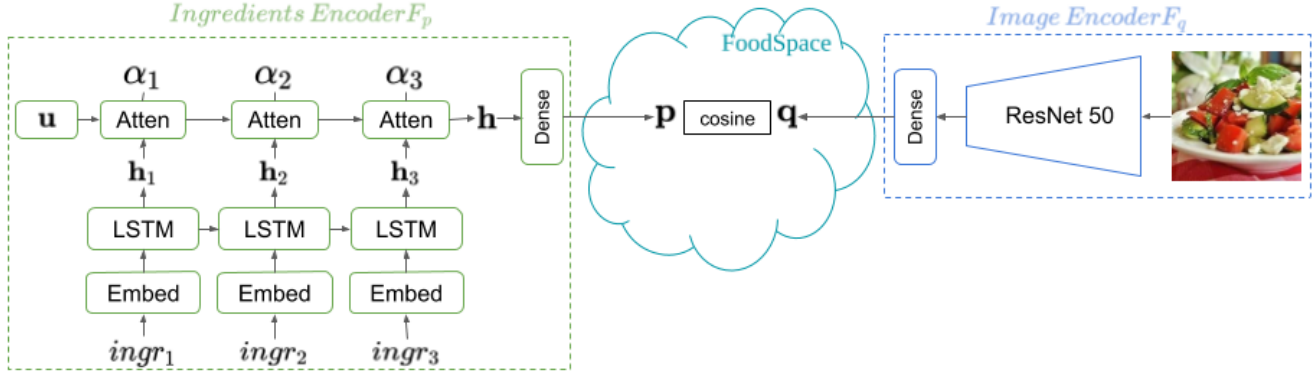 Ingredients EncoderF_p
Image EncoderF_q
FoodSpace
α₁ α₂ α₃
u Atten Atten Atten h Dense
p cosine q
Dense ResNet 50
h₁ h₂ h₃
LSTM LSTM LSTM
Embed Embed Embed
ingr₁ ingr₂ ingr₃